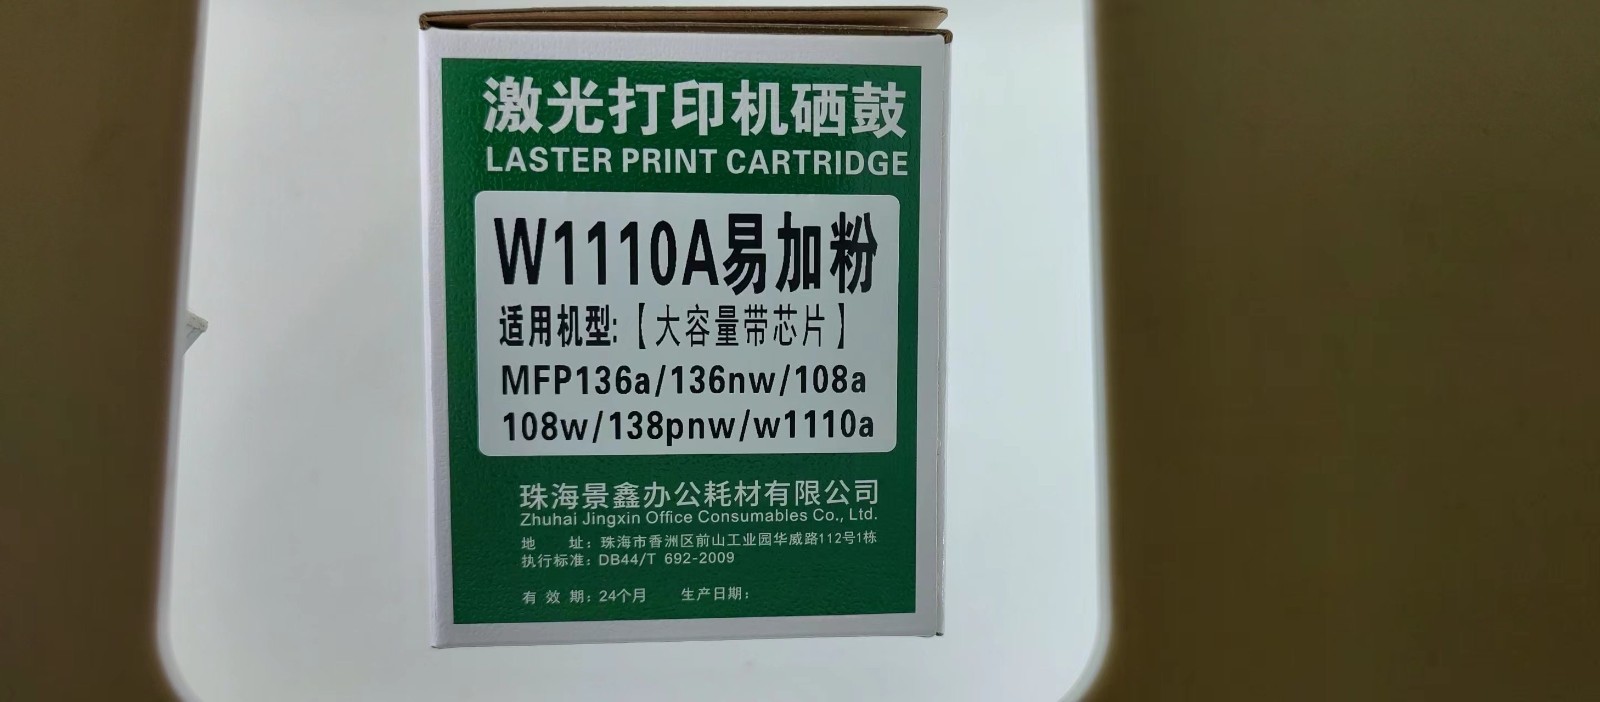 激光打印机硒鼓
LASTER PRINT CARTRIDGE
W1110A易加粉
适用机型:【大容量带芯片】
MFP136a/136nw/108a
108w/138pnw/w1110a
珠海景鑫办公耗材有限公司
Zhuhai Jingxin Office Consumables Co., Ltd.
地 址：珠海市香洲区前山工业园华威路112号1栋
执行标准：DB44/T 692-2009
有 效 期：24个月 生产日期：